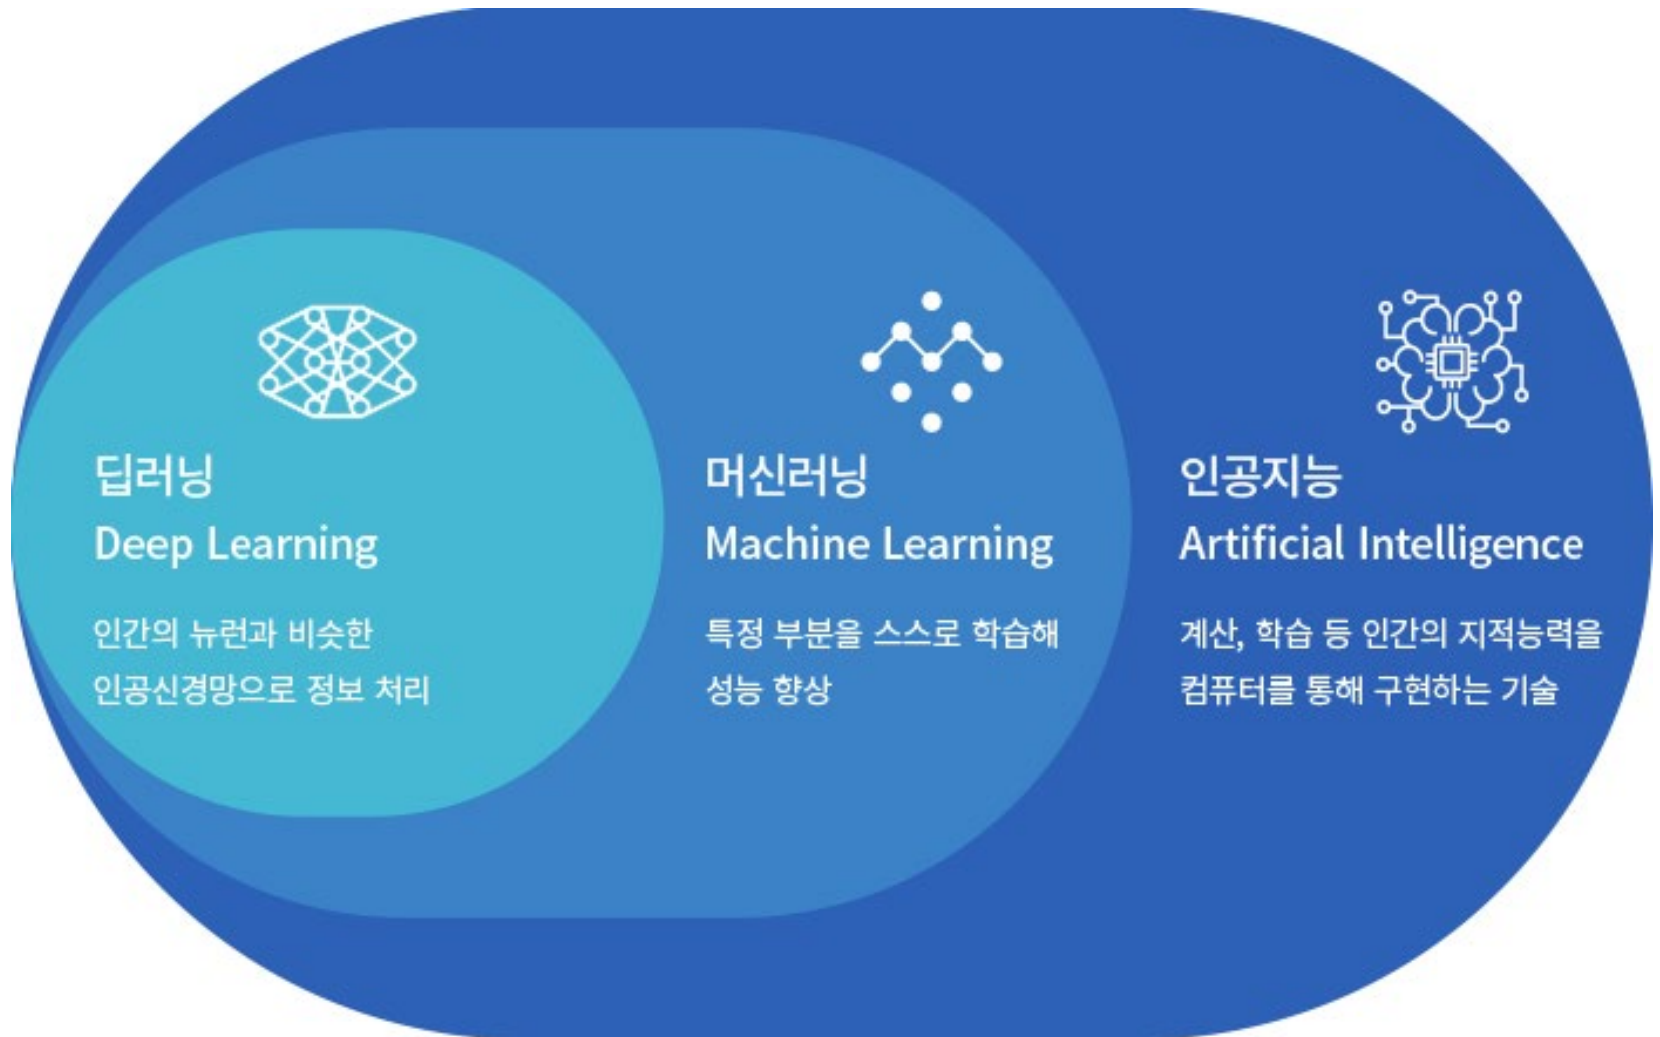 딥러닝
Deep Learning
인간의 뉴런과 비슷한
인공신경망으로 정보 처리
머신러닝
Machine Learning
특정 부분을 스스로 학습해
성능 향상
인공지능
Artificial Intelligence
계산, 학습 등 인간의 지적능력을
컴퓨터를 통해 구현하는 기술